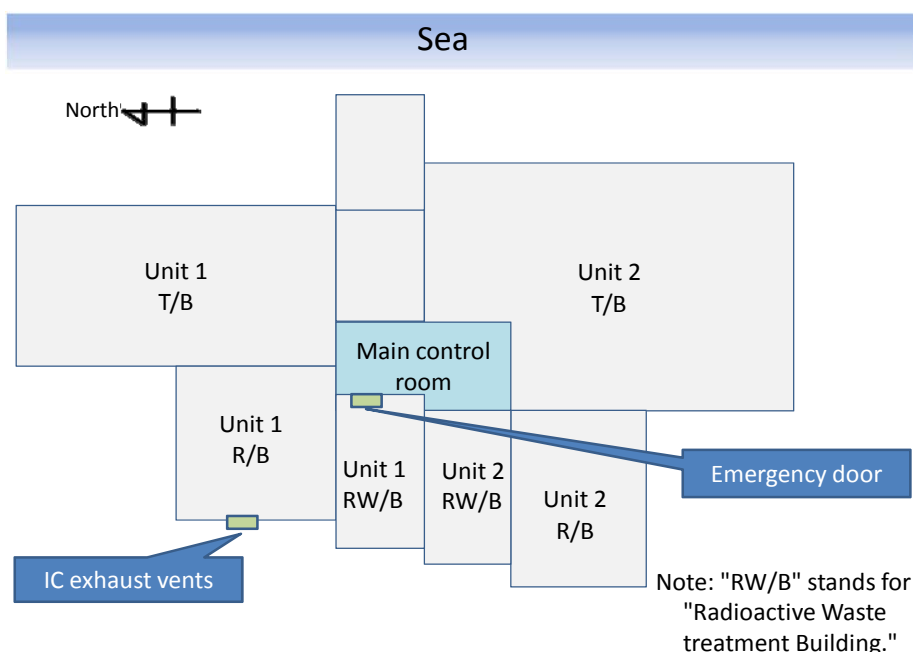 Sea
North
Unit 1
T/B
Unit 2
T/B
Main control
room
Unit 1
R/B
Unit 1
RW/B
Unit 2
RW/B
Unit 2
R/B
Emergency door
IC exhaust vents
Note: "RW/B" stands for
"Radioactive Waste
treatment Building."